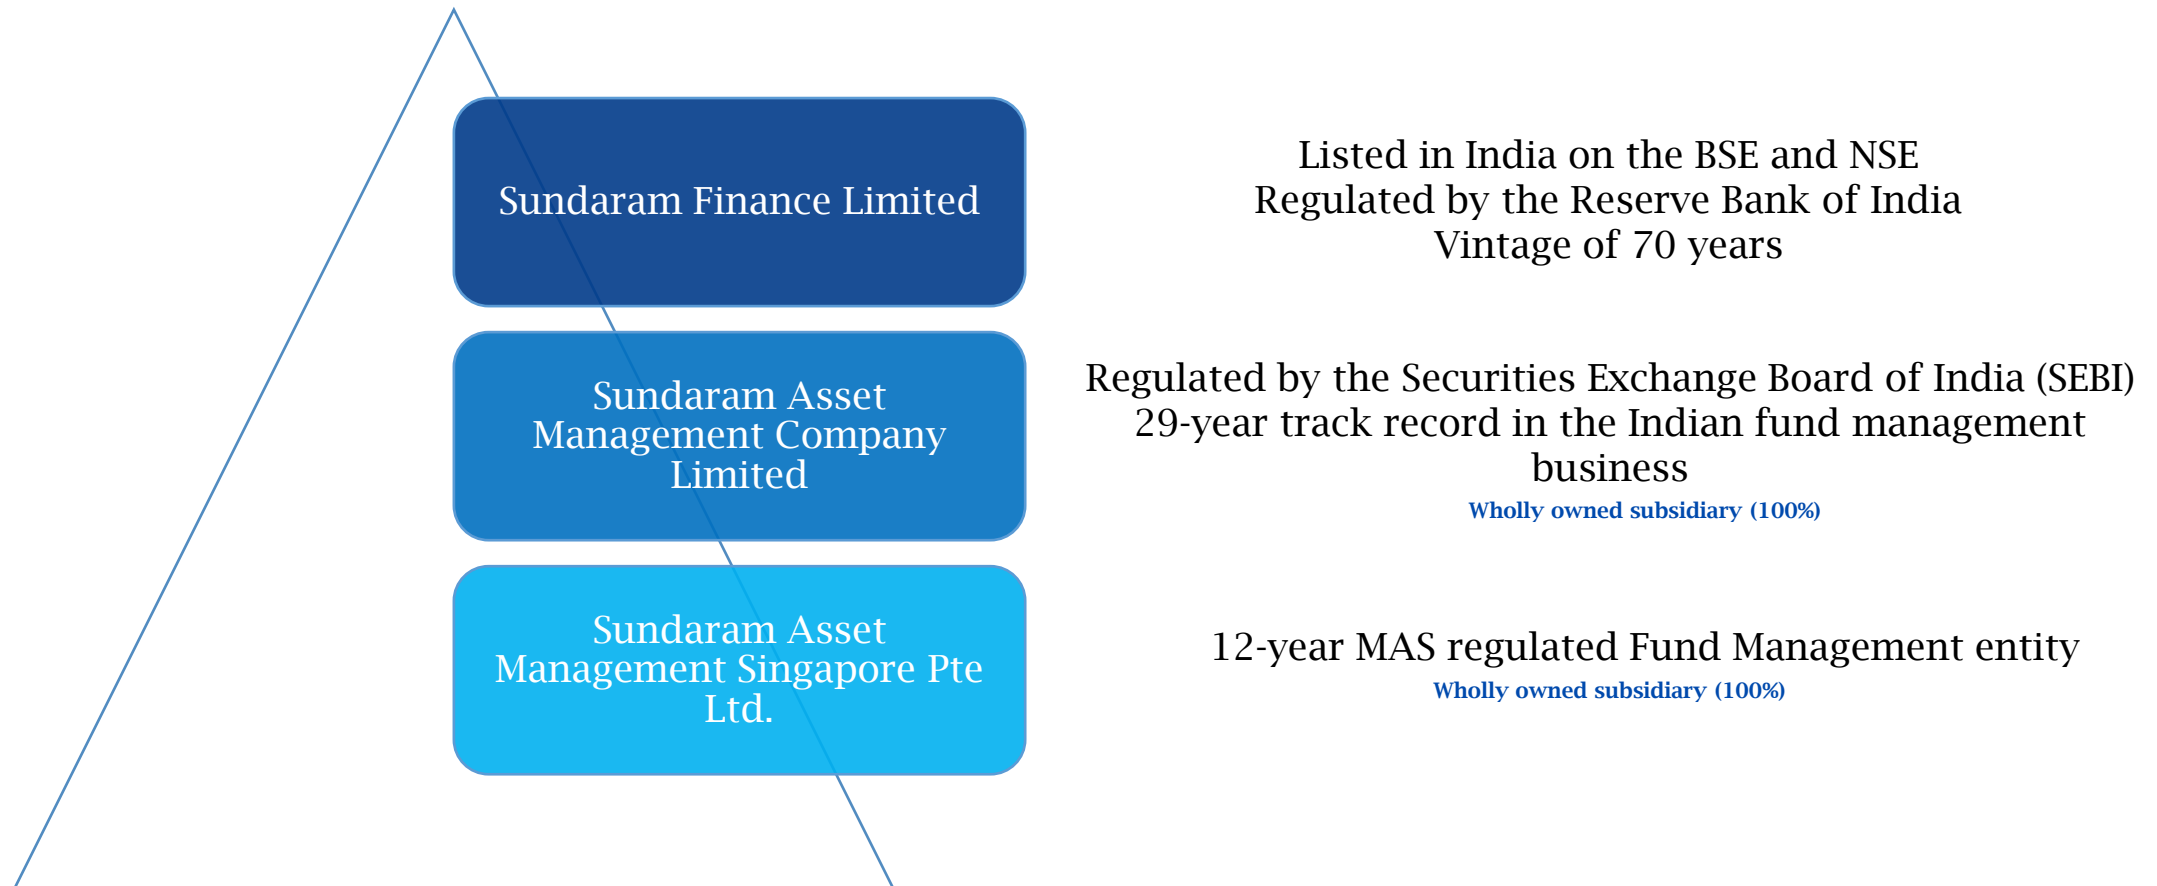 Sundaram Finance Limited
Listed in India on the BSE and NSE
Regulated by the Reserve Bank of India
Vintage of 70 years
Sundaram Asset
Management Company
Limited
Regulated by the Securities Exchange Board of India (SEBI)
29-year track record in the Indian fund management
business
Wholly owned subsidiary (100%)
Sundaram Asset
Management Singapore Pte
Ltd.
12-year MAS regulated Fund Management entity
Wholly owned subsidiary (100%)